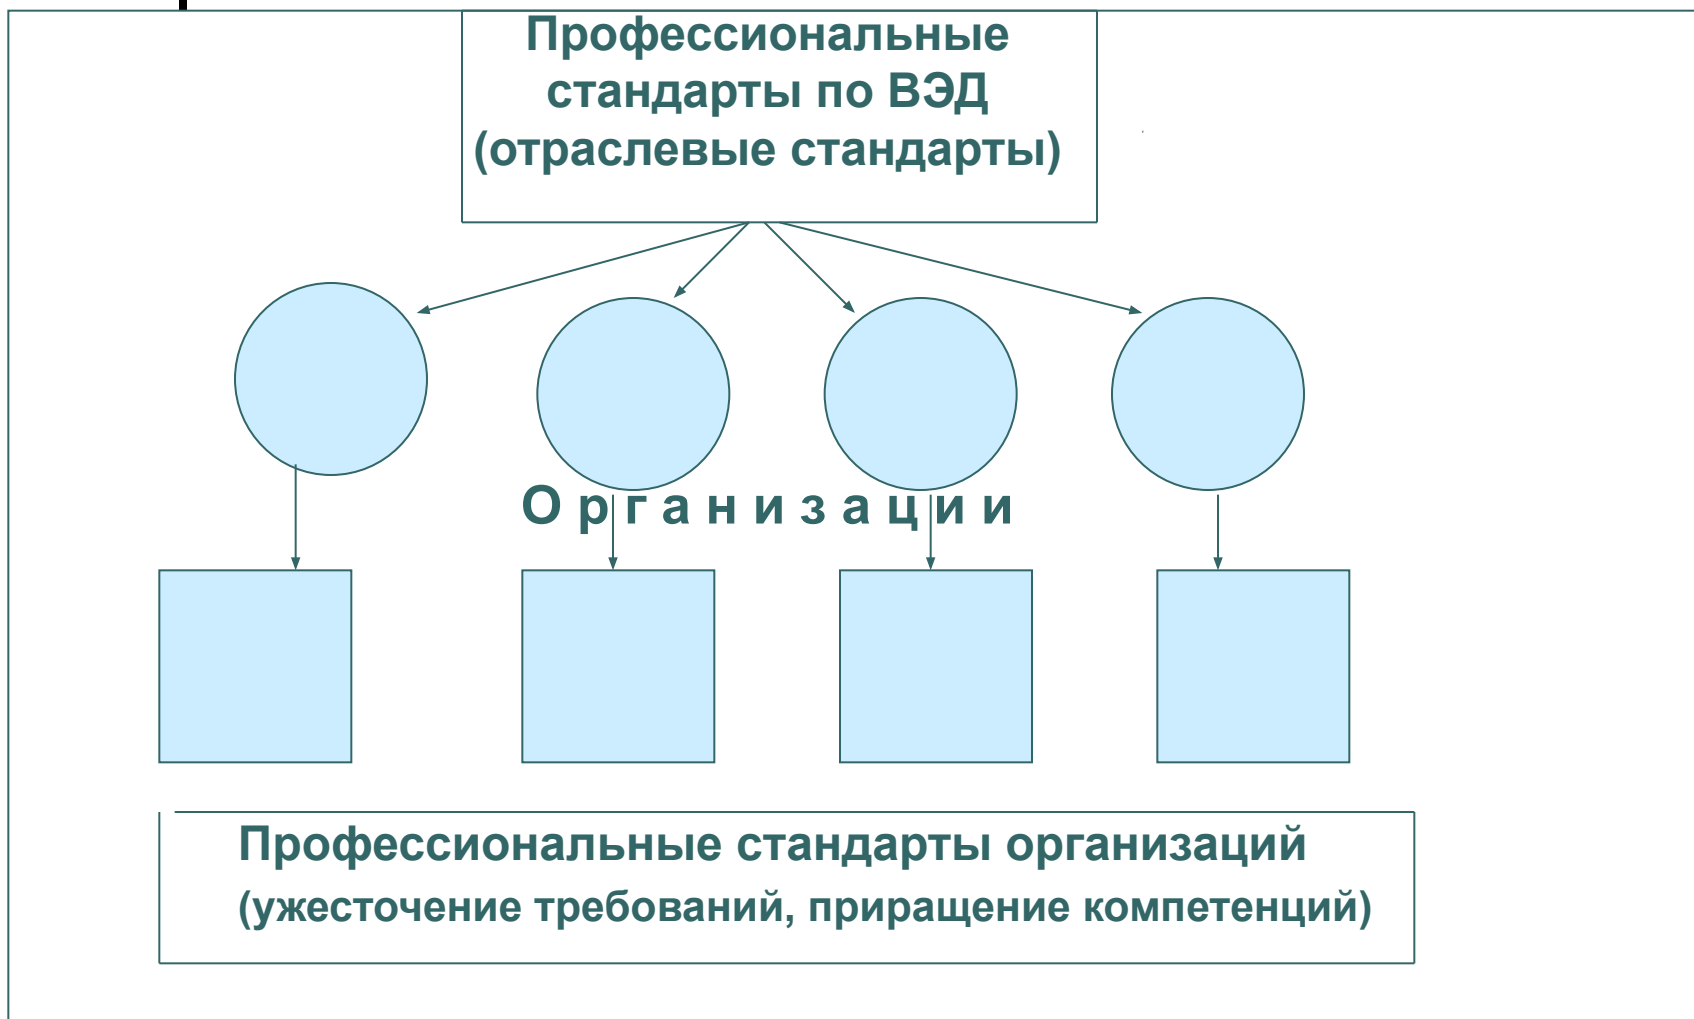 Профессиональные
стандарты по ВЭД
(отраслевые стандарты)
О р г а н и з а ц и и
Профессиональные стандарты организаций
(ужесточение требований, приращение компетенций)